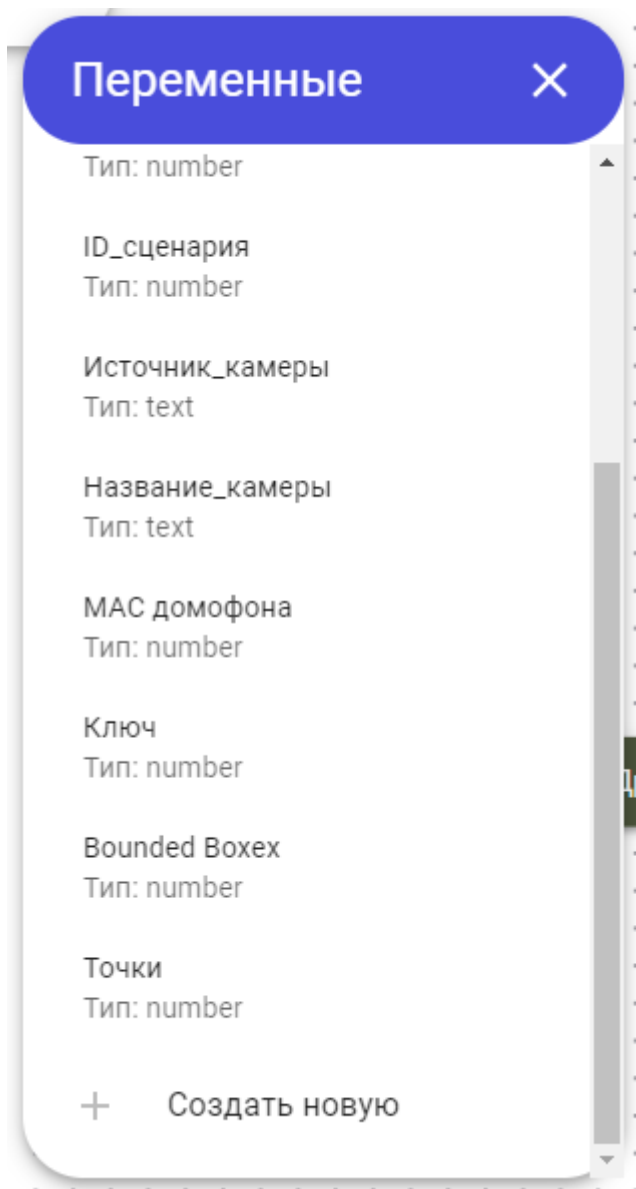 Переменные
Тип: number
ID_сценария
Тип: number
Источник_камеры
Тип: text
Название_камеры
Тип: text
MAC домофона
Тип: number
Ключ
Тип: number
Bounded Boxex
Тип: number
Точки
Тип: number
Создать новую